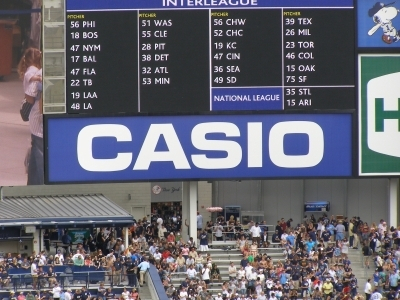 INTERLEAGUE
PITCHER PITCHER PITCHER PITCHER
56 PHI 51 WAS 56 CHW 39 TEX
18 BOS 55 CLE 52 CHC 26 MIL
47 NYM 28 PIT 19 KC 23 TOR
17 BAL 38 DET 47 CIN 46 COL
47 FLA 32 ATL 36 SEA 15 OAK
22 TB 53 MIN 49 SD 75 SF
19 LAA NATIONAL LEAGUE 35 STL
48 LA 15 ARI
CASIO
H